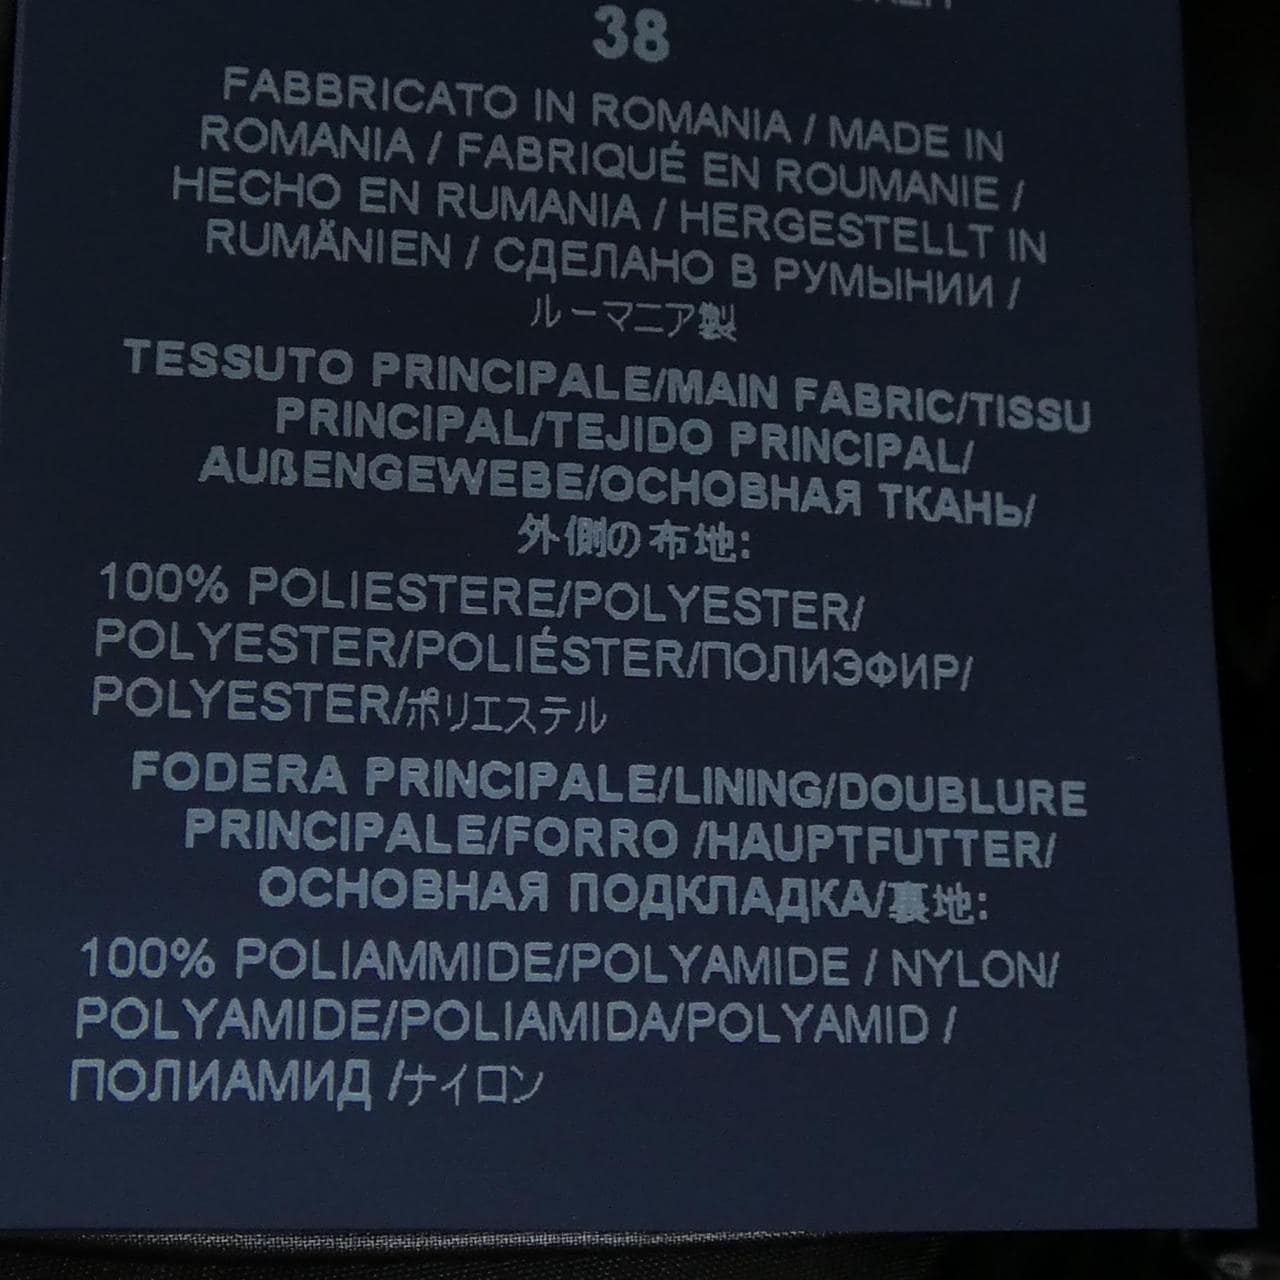 38
FABBRICATO IN ROMANIA / MADE IN
ROMANIA / FABRIQUÉ EN ROUMANIE /
HECHO EN RUMANIA / HERGESTELLT IN
RUMÄNIEN / СДЕЛАНО В РУМЫНИИ /
ルーマニア製
TESSUTO PRINCIPALE/MAIN FABRIC/TISSU
PRINCIPAL/TEJIDO PRINCIPAL/
AUßENGEWEBE/ОСНОВНАЯ ТКАНЬ/
外側の布地:
100% POLIESTERE/POLYESTER/
POLYESTER/POLIÉSTER/ПОЛИЭФИР/
POLYESTER/ポリエステル
FODERA PRINCIPALE/LINING/DOUBLURE
PRINCIPALE/FORRO /HAUPTFUTTER/
ОСНОВНАЯ ПОДКЛАДКА/裏地:
100% POLIAMMIDE/POLYAMIDE / NYLON/
POLYAMIDE/POLIAMIDA/POLYAMID /
ПОЛИАМИД /ナイロン